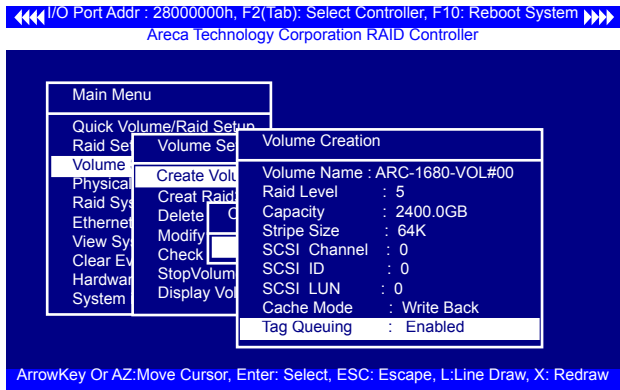 I/O Port Addr : 28000000h, F2(Tab): Select Controller, F10: Reboot System
Areca Technology Corporation RAID Controller
Main Menu
Quick Volume/Raid Setup
Raid Set
Volume
Physical
Raid Sys
Ethernet
View Sy
Clear Ev
Hardwar
System
Volume Se
Create Volu
Creat Raid
Delete
Modify
Check
StopVolum
Display Vol
C
Volume Creation
Volume Name : ARC-1680-VOL#00
Raid Level : 5
Capacity : 2400.0GB
Stripe Size : 64K
SCSI Channel : 0
SCSI ID : 0
SCSI LUN : 0
Cache Mode : Write Back
Tag Queuing : Enabled
ArrowKey Or AZ:Move Cursor, Enter: Select, ESC: Escape, L:Line Draw, X: Redraw